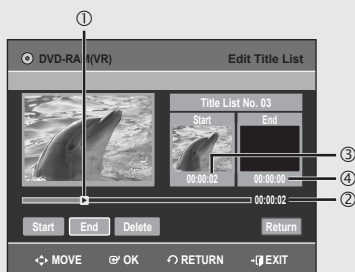 ①
DVD-RAM(VR) Edit Title List
Title List No. 03
Start End
00:00:02 00:00:00
③
④
00:00:02 ②
Start End Delete Return
MOVE OK RETURN EXIT